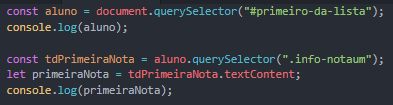 const aluno = document.querySelector("#primeiro-da-lista");
console.log(aluno);
const tdPrimeiraNota = aluno.querySelector(".info-notaum");
let primeiraNota = tdPrimeiraNota.textContent;
console.log(primeiraNota);